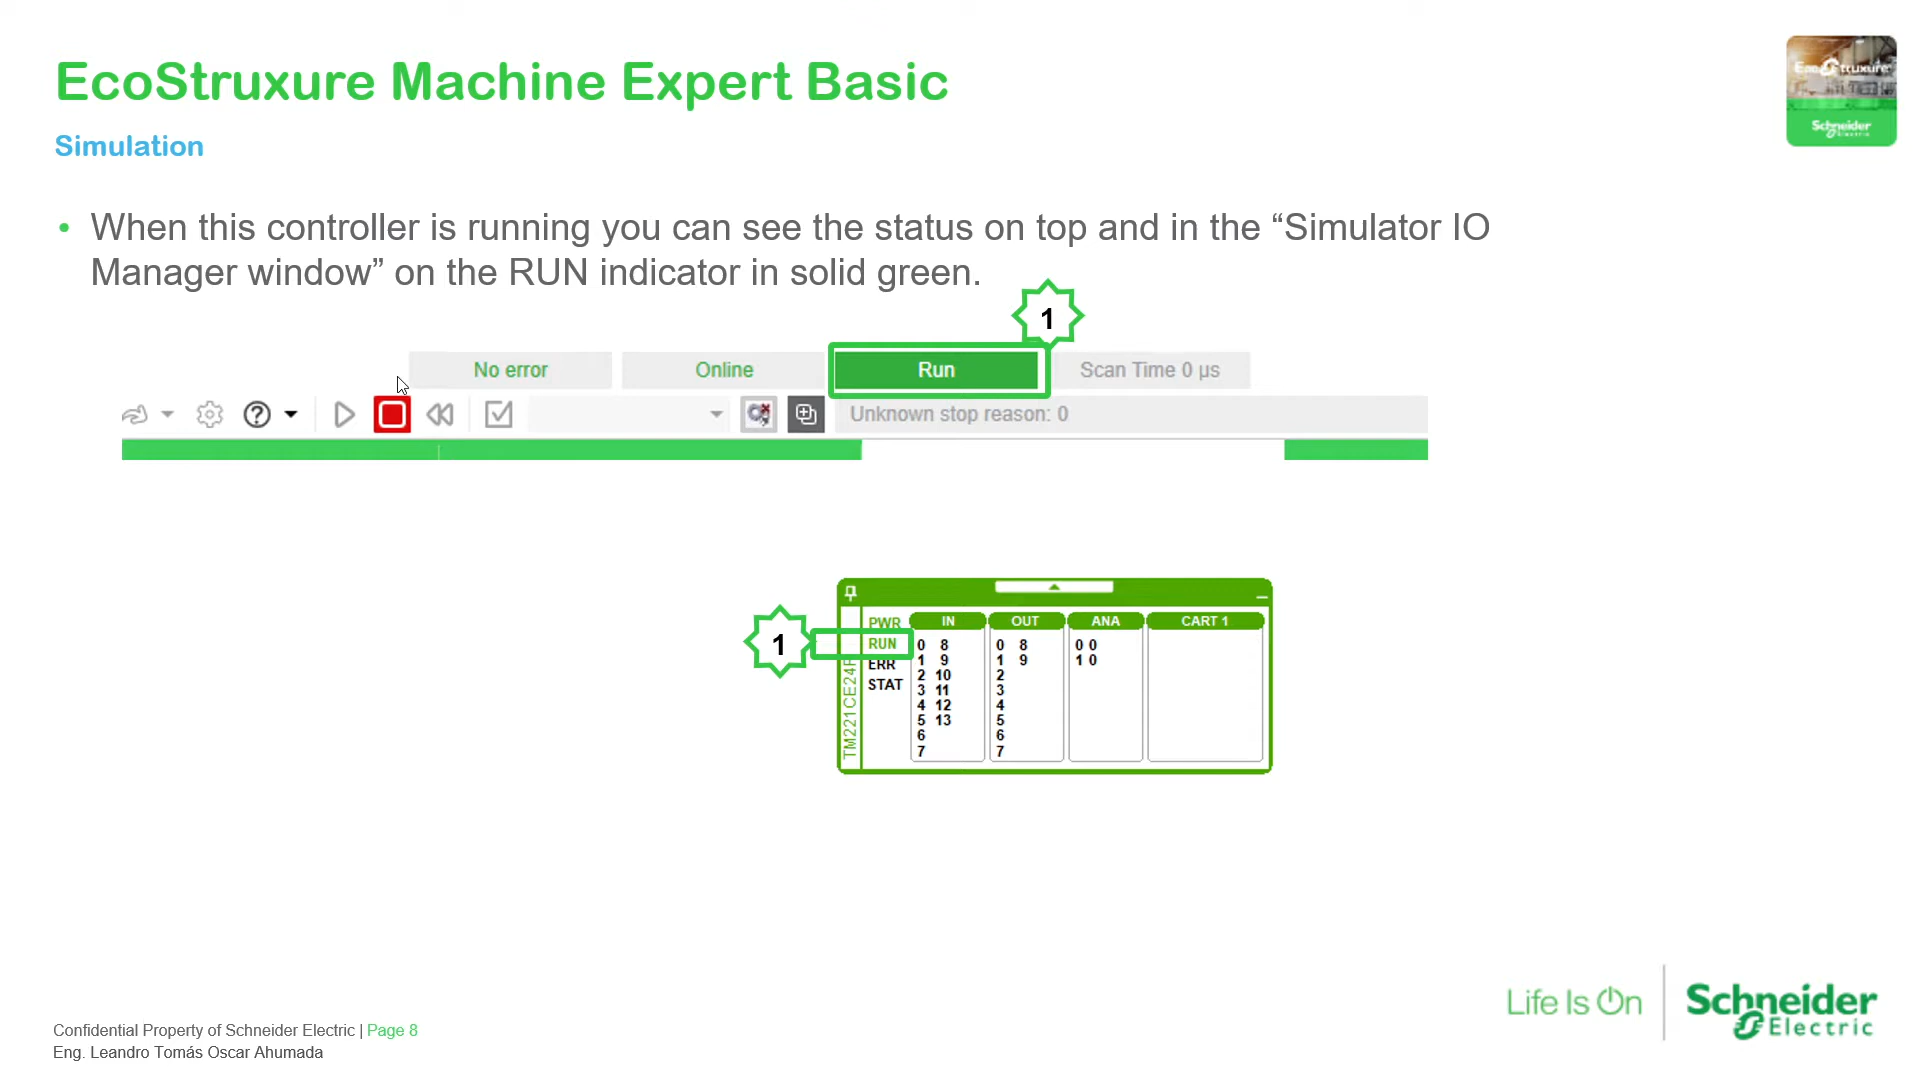 EcoStruxure Machine Expert Basic
EcoStruxure
Schneider
Electric
Simulation
• When this controller is running you can see the status on top and in the “Simulator IO
Manager window” on the RUN indicator in solid green.
1
No error Online Run Scan Time 0 µs
Unknown stop reason: 0
1
PWR IN OUT ANA CART 1
RUN 0 8 0 8 0 0
ERR 1 9 1 9 1 0
STAT 2 10 2
3 11 3
4 12 4
5 13 5
6 6
7 7
Life Is On
Schneider
Electric
Confidential Property of Schneider Electric | Page 8
Eng. Leandro Tomás Oscar Ahumada